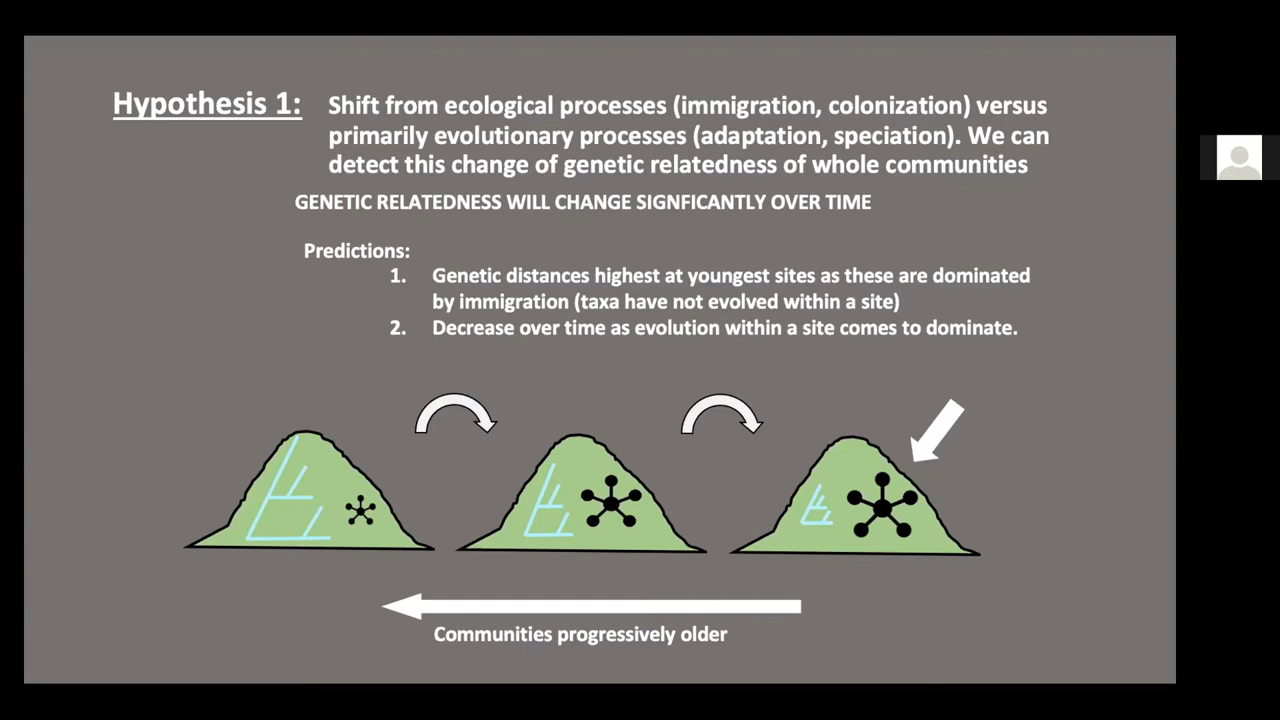 Hypothesis 1:
Shift from ecological processes (immigration, colonization) versus
primarily evolutionary processes (adaptation, speciation). We can
detect this change of genetic relatedness of whole communities
GENETIC RELATEDNESS WILL CHANGE SIGNFICANTLY OVER TIME
Predictions:
1. Genetic distances highest at youngest sites as these are dominated
by immigration (taxa have not evolved within a site)
2. Decrease over time as evolution within a site comes to dominate.
Communities progressively older